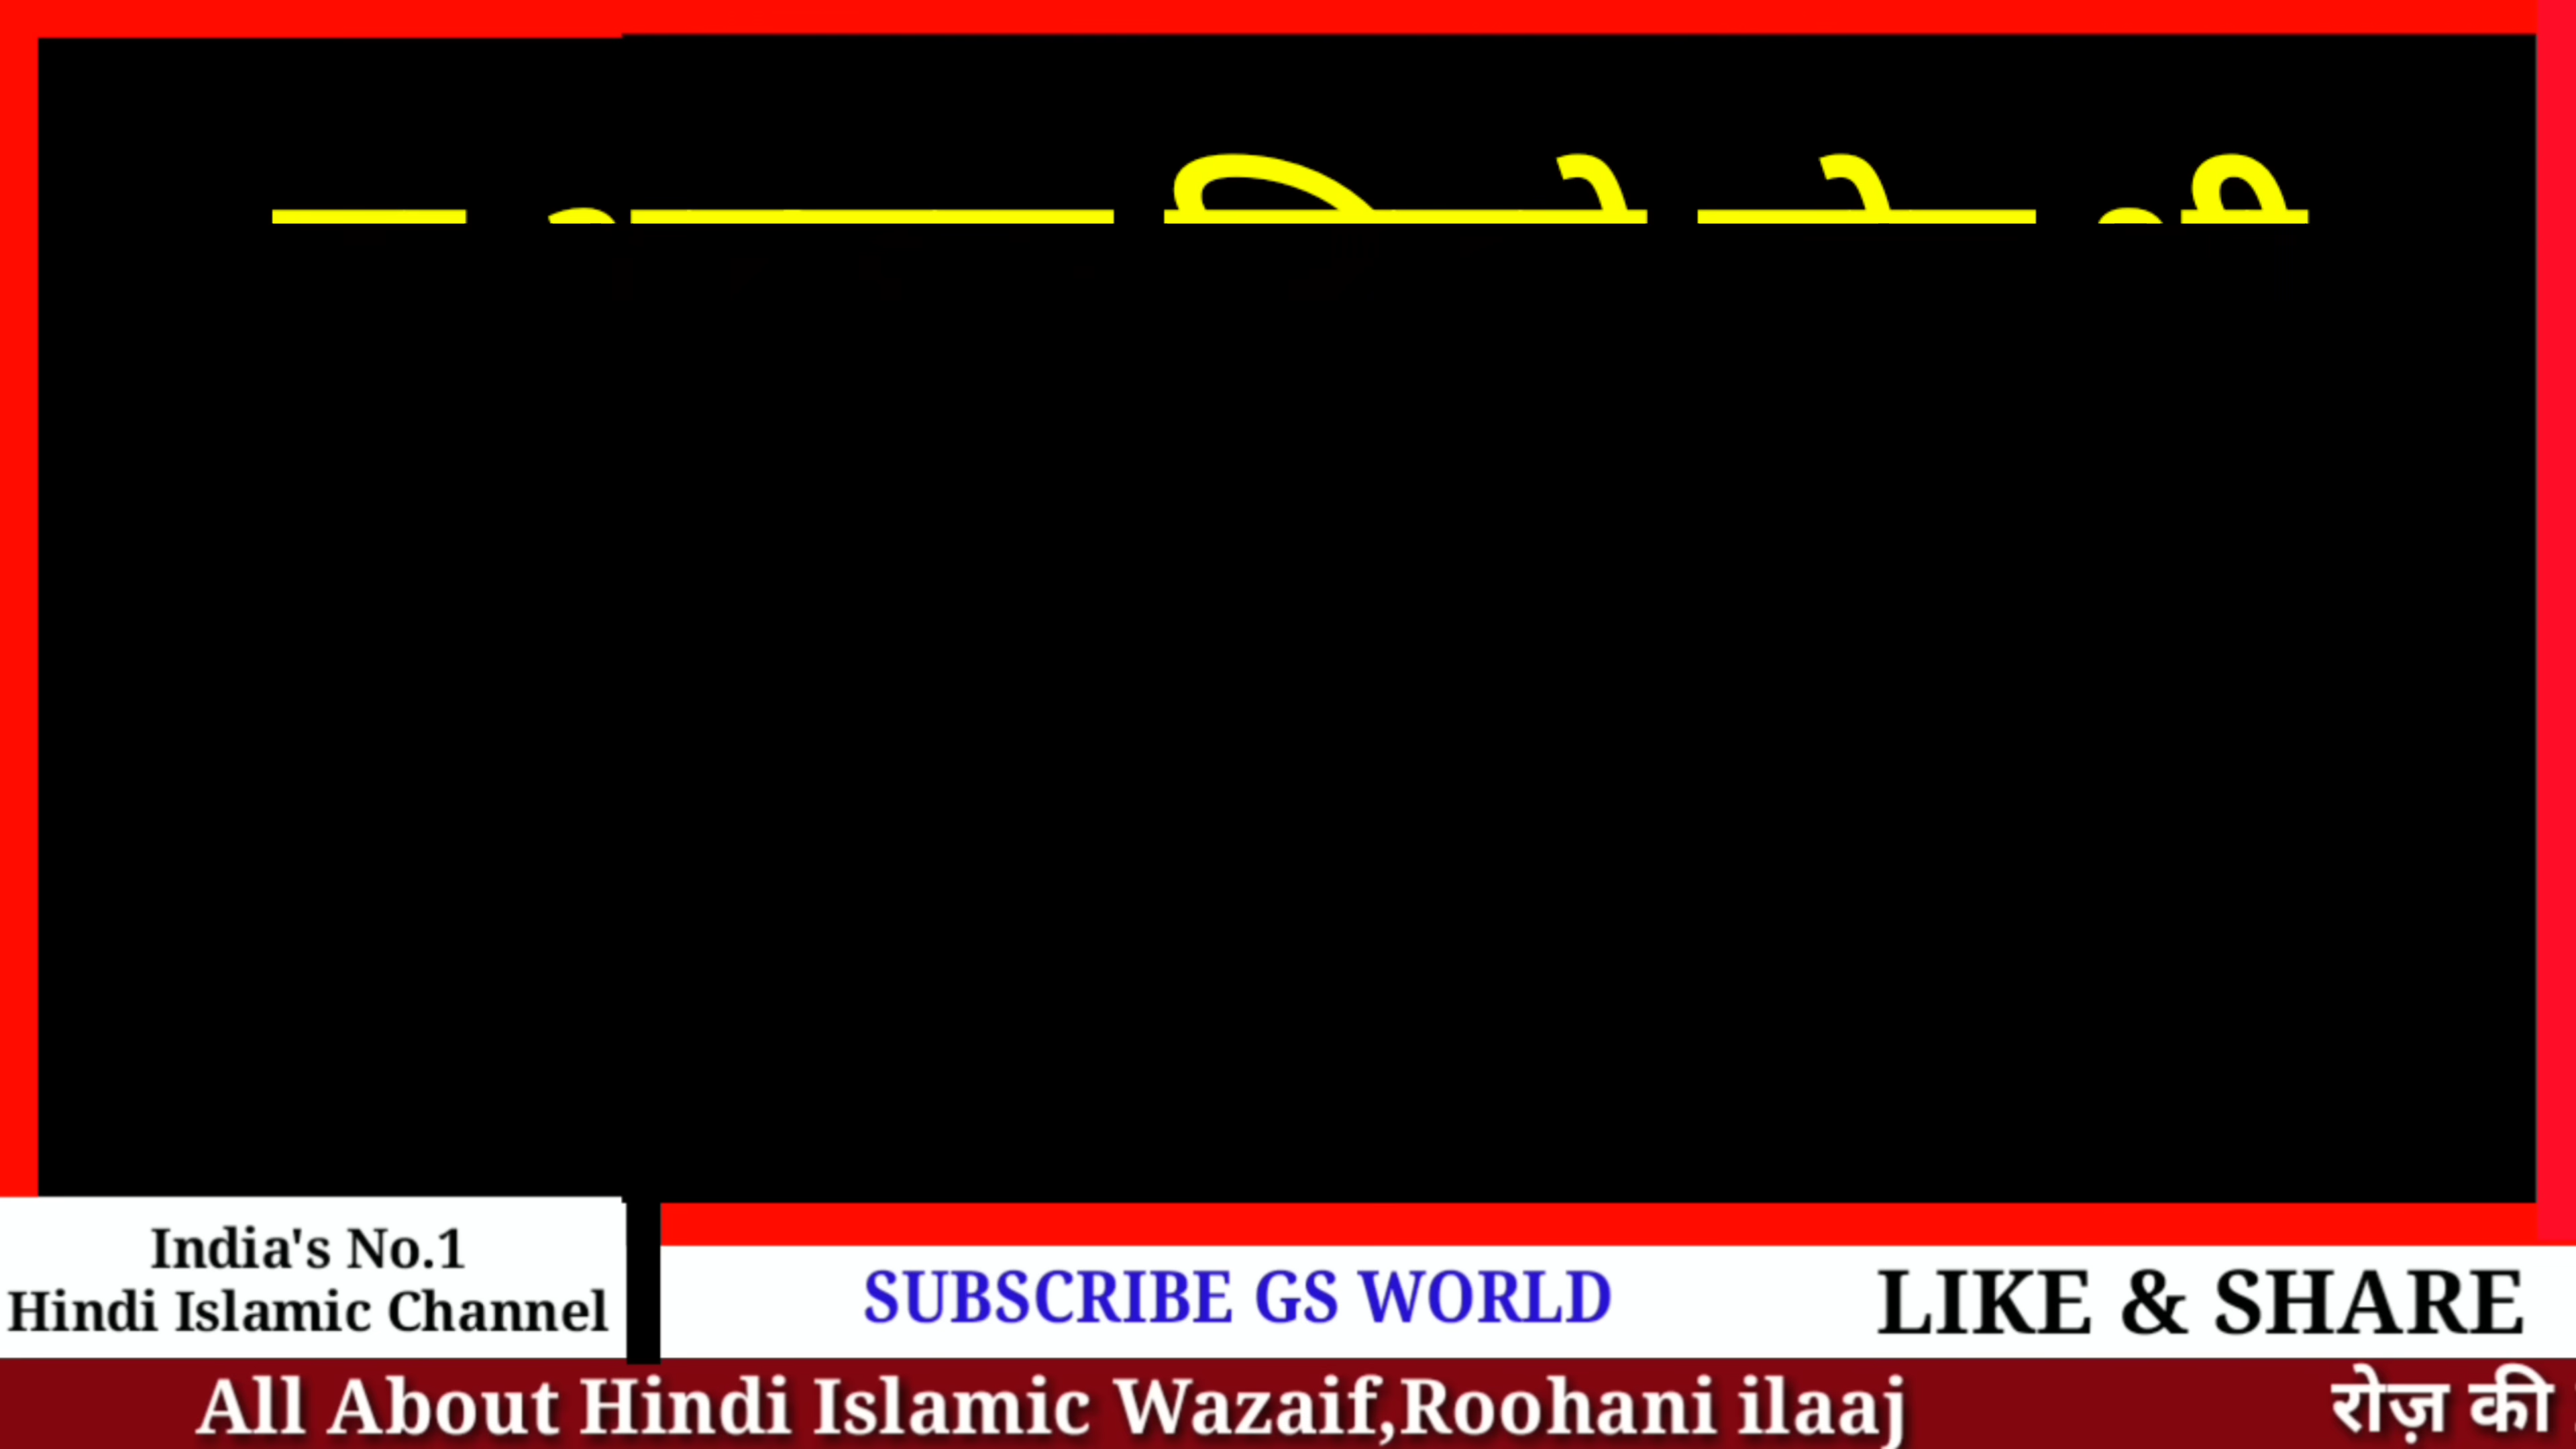 India's No.1
Hindi Islamic Channel
SUBSCRIBE GS WORLD
LIKE & SHARE
All About Hindi Islamic Wazaif,Roohani ilaaj
रोज़ की